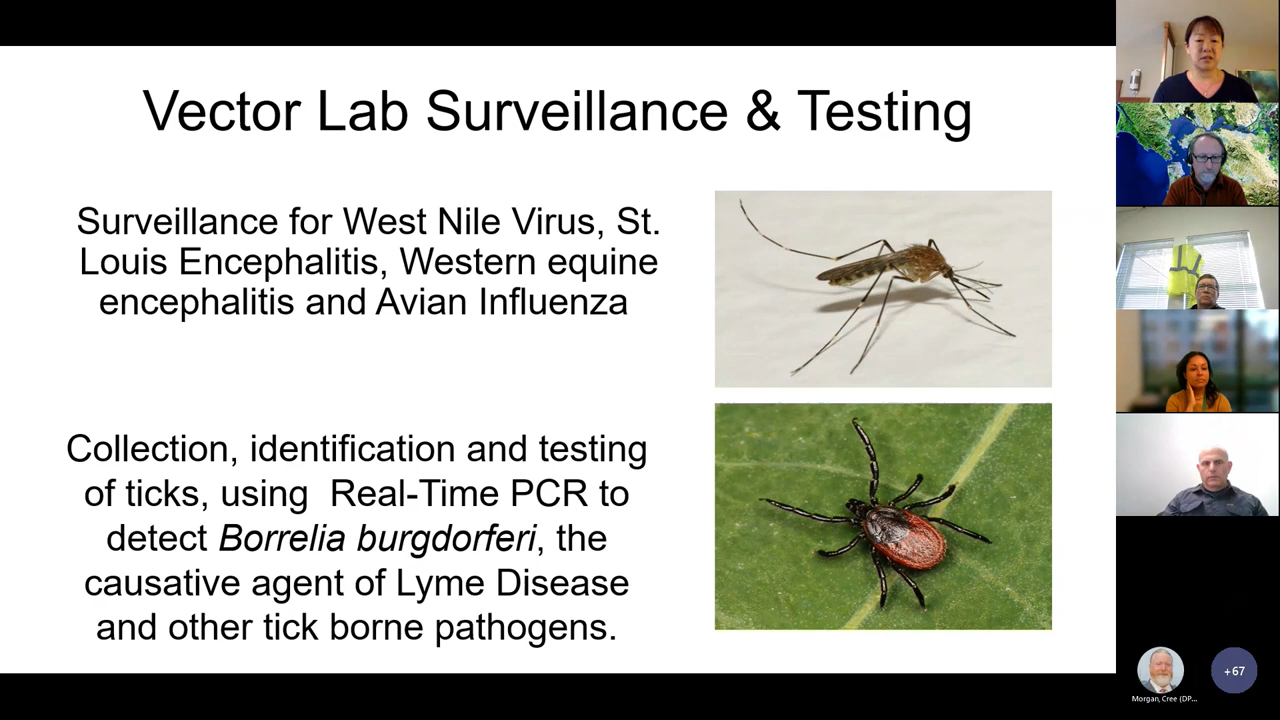 Vector Lab Surveillance & Testing
Surveillance for West Nile Virus, St.
Louis Encephalitis, Western equine
encephalitis and Avian Influenza
Collection, identification and testing
of ticks, using  Real-Time PCR to
detect Borrelia burgdorferi, the
causative agent of Lyme Disease
and other tick borne pathogens.
+67
Morgan, Cree (DP...